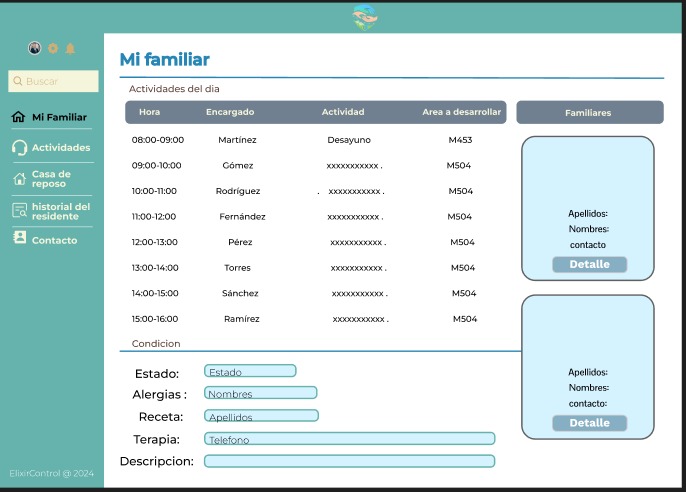 Mi familiar
Buscar
Mi Familiar
Actividades
Casa de
reposo
historial del
residente
Contacto
ElixirControl @ 2024
Actividades del dia
Hora Encargado Actividad Area a desarrollar
08:00-09:00 Martínez Desayuno M453
09:00-10:00 Gómez xxxxxxxxxxx . M504
10:00-11:00 Rodríguez . xxxxxxxxxxx . M504
11:00-12:00 Fernández xxxxxxxxxxx . M504
12:00-13:00 Pérez xxxxxxxxxxx . M504
13:00-14:00 Torres xxxxxxxxxxx . M504
14:00-15:00 Sánchez xxxxxxxxxxx . M504
15:00-16:00 Ramírez xxxxxxxxxxx . M504
Familiares
Apellidos:
Nombres:
contacto
Detalle
Apellidos:
Nombres:
contacto:
Detalle
Condicion
Estado: Estado
Alergias : Nombres
Receta: Apellidos
Terapia: Telefono
Descripcion: